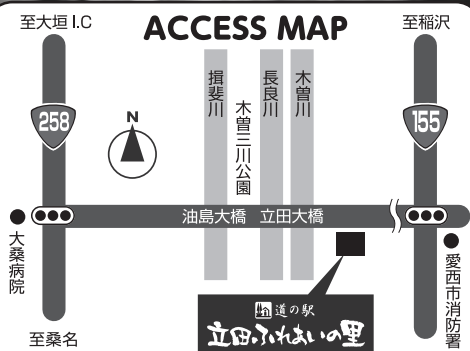 至大垣 I.C
ACCESS MAP
至稲沢
258
N
揖斐川
木曽三川公園
長良川
木曽川
155
油島大橋
立田大橋
大桑病院
愛西市消防署
至桑名
道の駅
立田ふれあいの里